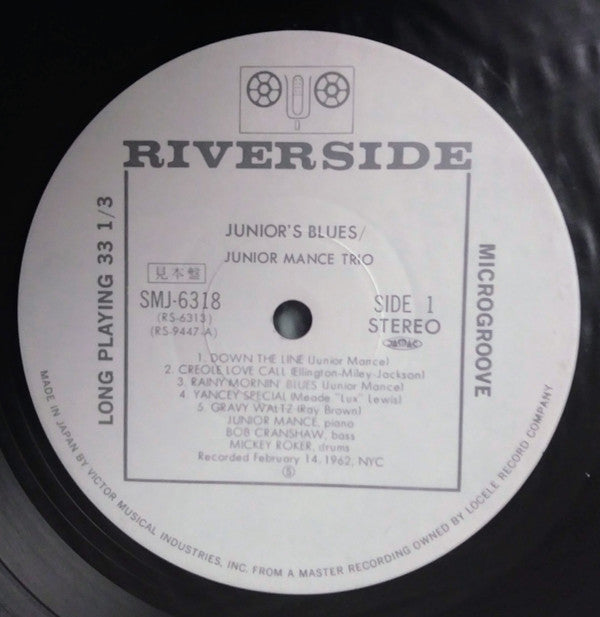 RIVERSIDE
LONG PLAYING 33 1/3
MICROGROOVE
JUNIOR'S BLUES/
JUNIOR MANCE TRIO
見本盤
SMJ-6318
(RS-6313)
(RS-9447-A)
SIDE 1
STEREO
1. DOWN THE LINE (Junior Mance)
2. CREOLE LOVE CALL (Ellington-Miley-Jackson)
3. RAINY MORNIN' BLUES (Junior Mance)
4. YANCEY SPECIAL (Meade "Lux" Lewis)
5. GRAVY WALTZ (Ray Brown)
JUNIOR MANCE, piano
BOB CRANSHAW, bass
MICKEY ROKER, drums
Recorded February 14, 1962, NYC
Ⓢ
MADE IN JAPAN BY VICTOR MUSICAL INDUSTRIES, INC. FROM A MASTER RECORDING OWNED BY LOCELE RECORD COMPANY